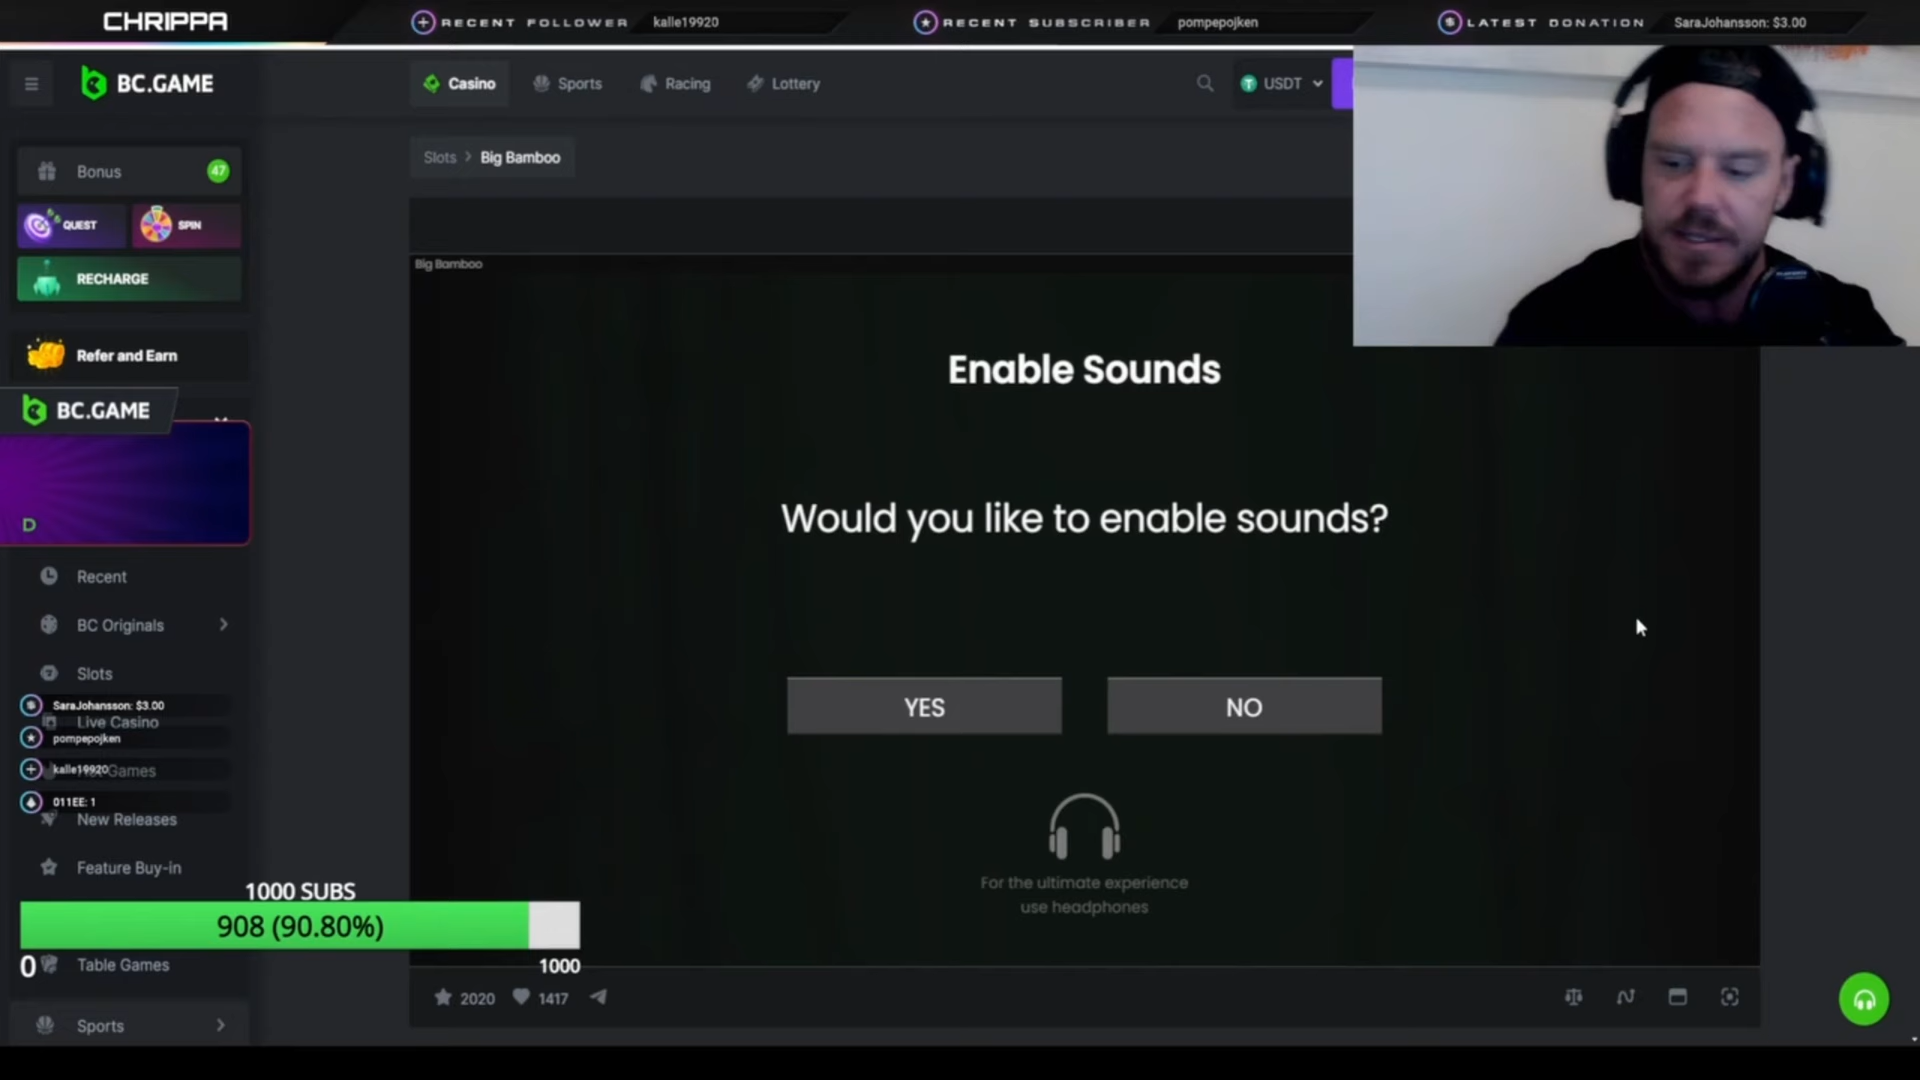 CHRIPPA
RECENT FOLLOWER kalle19920
RECENT SUBSCRIBER pompepojken
LATEST DONATION SaraJohansson: $3.00
BC.GAME
Casino
Sports
Racing
Lottery
USDT
Slots > Big Bamboo
Bonus 47
QUEST
SPIN
RECHARGE
Refer and Earn
BC.GAME
D
Big Bamboo
Enable Sounds
Would you like to enable sounds?
YES
NO
For the ultimate experience
use headphones
Recent
BC Originals
Slots
SaraJohansson: $3.00
Live Casino
pompepojken
kalle19920
Games
011EE: 1
New Releases
Feature Buy-in
1000 SUBS
908 (90.80%)
0
1000
Table Games
Sports
2020
1417